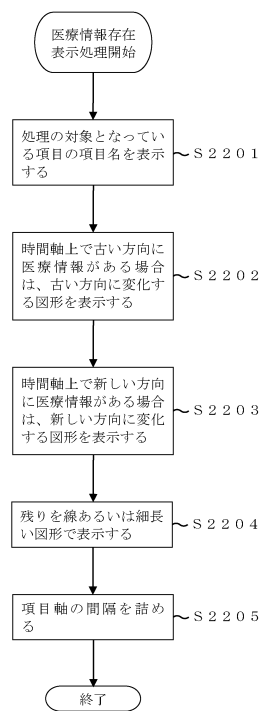 医療情報存在
表示処理開始
処理の対象となってい
る項目の項目名を表示
する
Ｓ２２０１
時間軸上で古い方向に
医療情報がある場合
は、古い方向に変化す
る図形を表示する
Ｓ２２０２
時間軸上で新しい方向
に医療情報がある場合
は、新しい方向に変化
する図形を表示する
Ｓ２２０３
残りを線あるいは細長
い図形で表示する
Ｓ２２０４
項目軸の間隔を詰め
る
Ｓ２２０５
終了